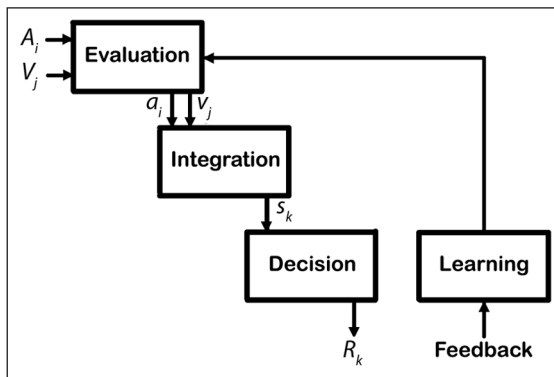 A_i
Evaluation
V_j
a_i v_j
Integration
s_k
Decision
Learning
R_k
Feedback